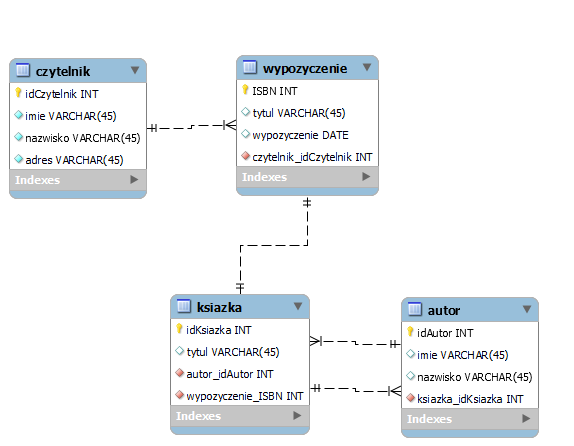 czytelnik
idCzytelnik INT
imie VARCHAR(45)
nazwisko VARCHAR(45)
adres VARCHAR(45)
Indexes
wypozyczenie
ISBN INT
tytul VARCHAR(45)
wypozyczenie DATE
czytelnik_idCzytelnik INT
Indexes
ksiazka
idKsiazka INT
tytul VARCHAR(45)
autor_idAutor INT
wypozyczenie_ISBN INT
Indexes
autor
idAutor INT
imie VARCHAR(45)
nazwisko VARCHAR(45)
ksiazka_idKsiazka INT
Indexes